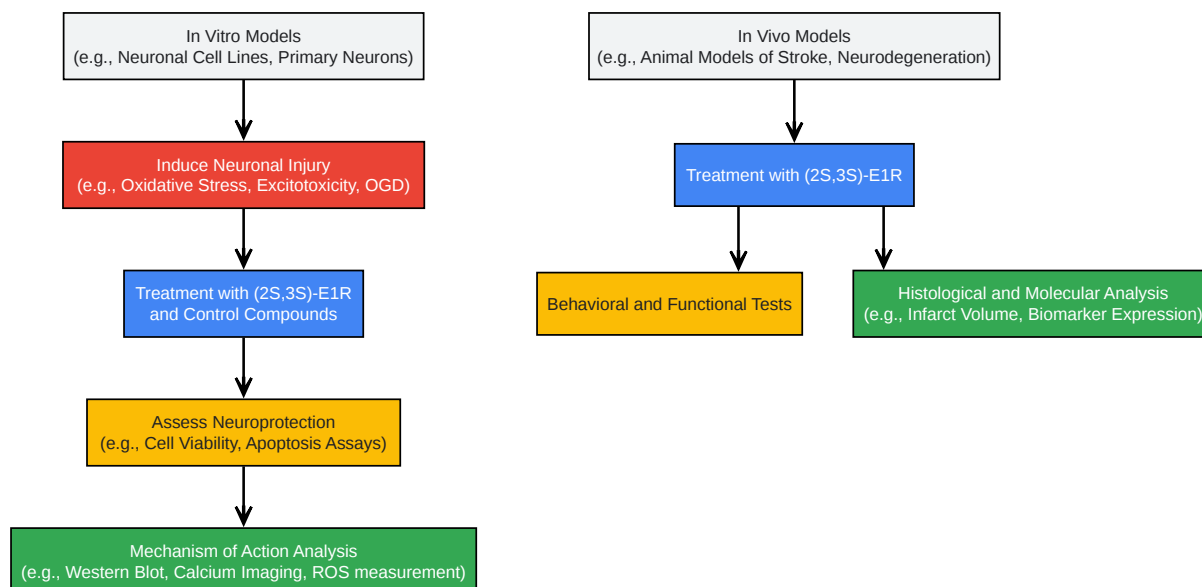 In Vitro Models
(e.g., Neuronal Cell Lines, Primary Neurons)
Induce Neuronal Injury
(e.g., Oxidative Stress, Excitotoxicity, OGD)
Treatment with (2S,3S)-E1R
and Control Compounds
Assess Neuroprotection
(e.g., Cell Viability, Apoptosis Assays)
Mechanism of Action Analysis
(e.g., Western Blot, Calcium Imaging, ROS measurement)
In Vivo Models
(e.g., Animal Models of Stroke, Neurodegeneration)
Treatment with (2S,3S)-E1R
Behavioral and Functional Tests
Histological and Molecular Analysis
(e.g., Infarct Volume, Biomarker Expression)